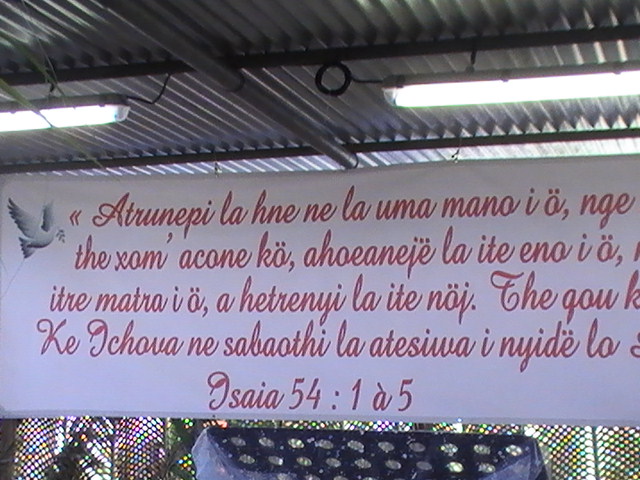 « Atrunepi la hne ne la uma mano i ö, nge
the xom' acone kö, ahoeanejë la ite eno i ö,
itre matra i ö, a hetrenyi la ite nöj. The qou
Ke Ichova ne sabaothi la atesiwa i nyidë lo
Isaia 54 : 1 à 5